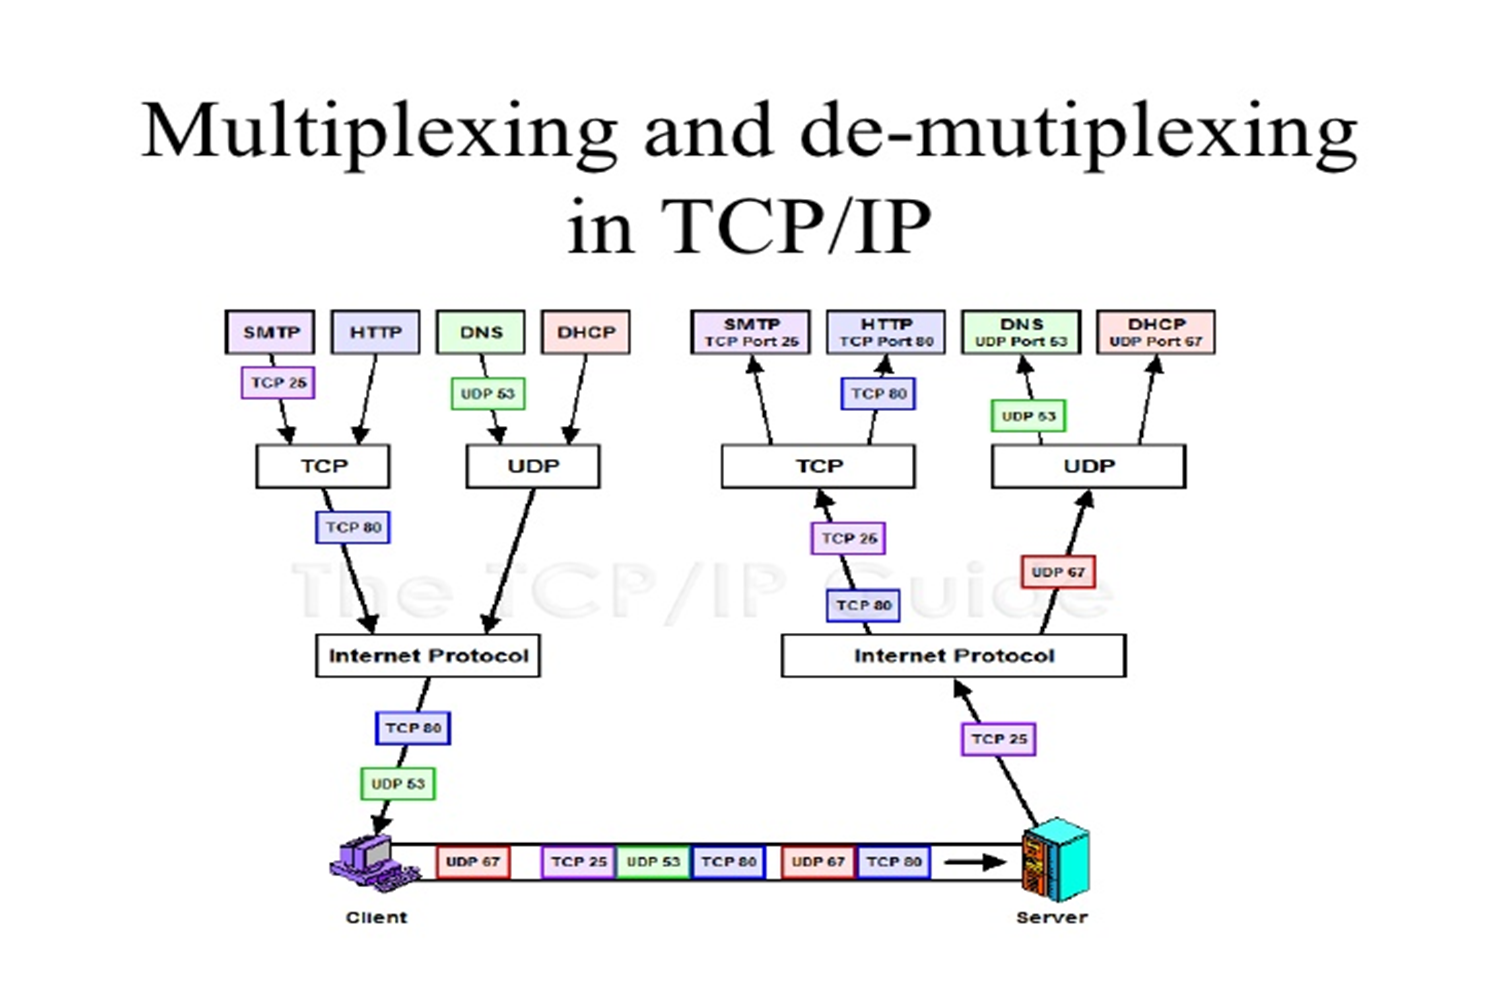 Multiplexing and de-mutiplexing
in TCP/IP
SMTP HTTP DNS DHCP
SMTP
TCP Port 25
HTTP
TCP Port 80
DNS
UDP Port 53
DHCP
UDP Port 67
TCP 25
UDP 53
TCP 80
UDP 53
TCP
UDP
TCP
UDP
TCP 80
TCP 25
UDP 67
The TCP/IP Guide
TCP 80
Internet Protocol
Internet Protocol
TCP 80
TCP 25
UDP 53
UDP 67 TCP 25 UDP 53 TCP 80 UDP 67 TCP 80
Client
Server